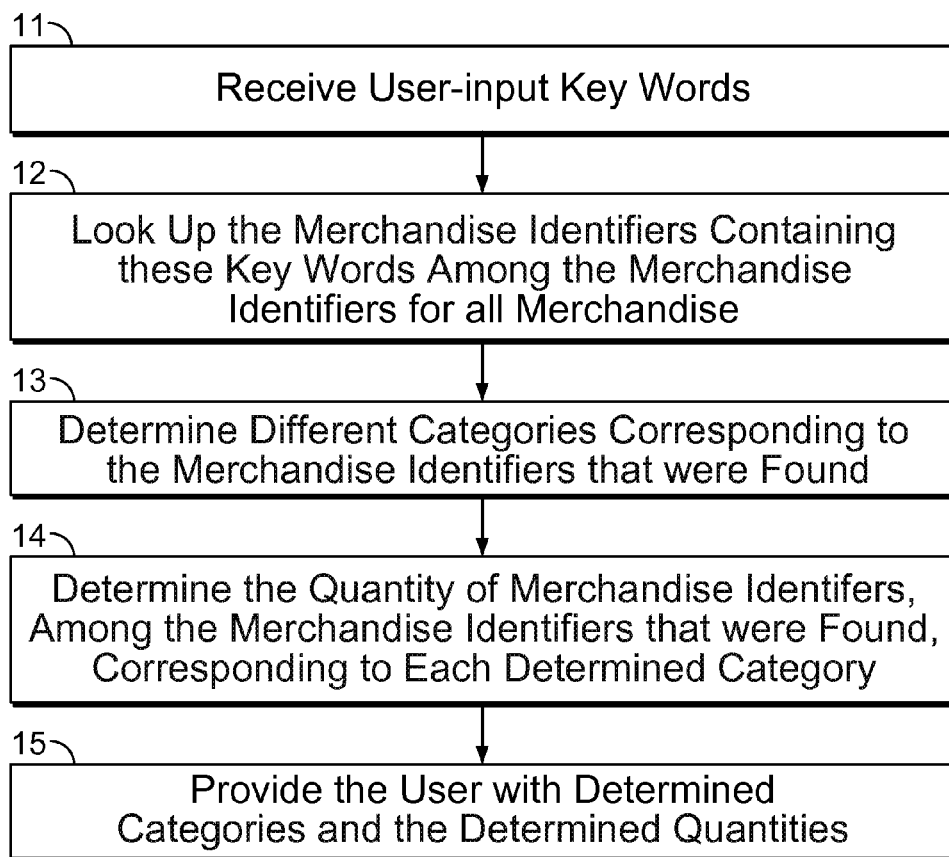 11
Receive User-input Key Words
12
Look Up the Merchandise Identifiers Containing
these Key Words Among the Merchandise
Identifiers for all Merchandise
13
Determine Different Categories Corresponding to
the Merchandise Identifiers that were Found
14
Determine the Quantity of Merchandise Identifers,
Among the Merchandise Identifiers that were Found,
Corresponding to Each Determined Category
15
Provide the User with Determined
Categories and the Determined Quantities